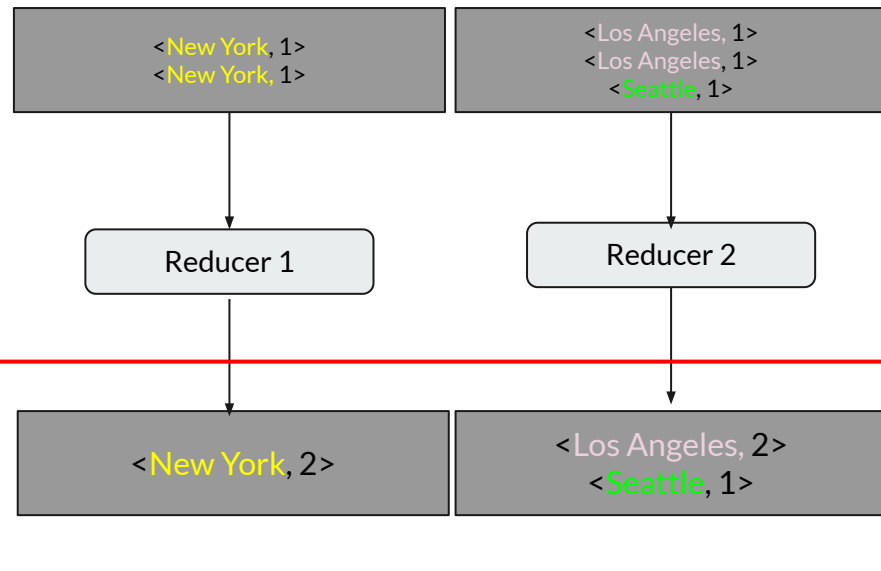 <New York, 1>
<New York, 1>
<Los Angeles, 1>
<Los Angeles, 1>
<Seattle, 1>
Reducer 1
Reducer 2
<New York, 2>
<Los Angeles, 2>
<Seattle, 1>